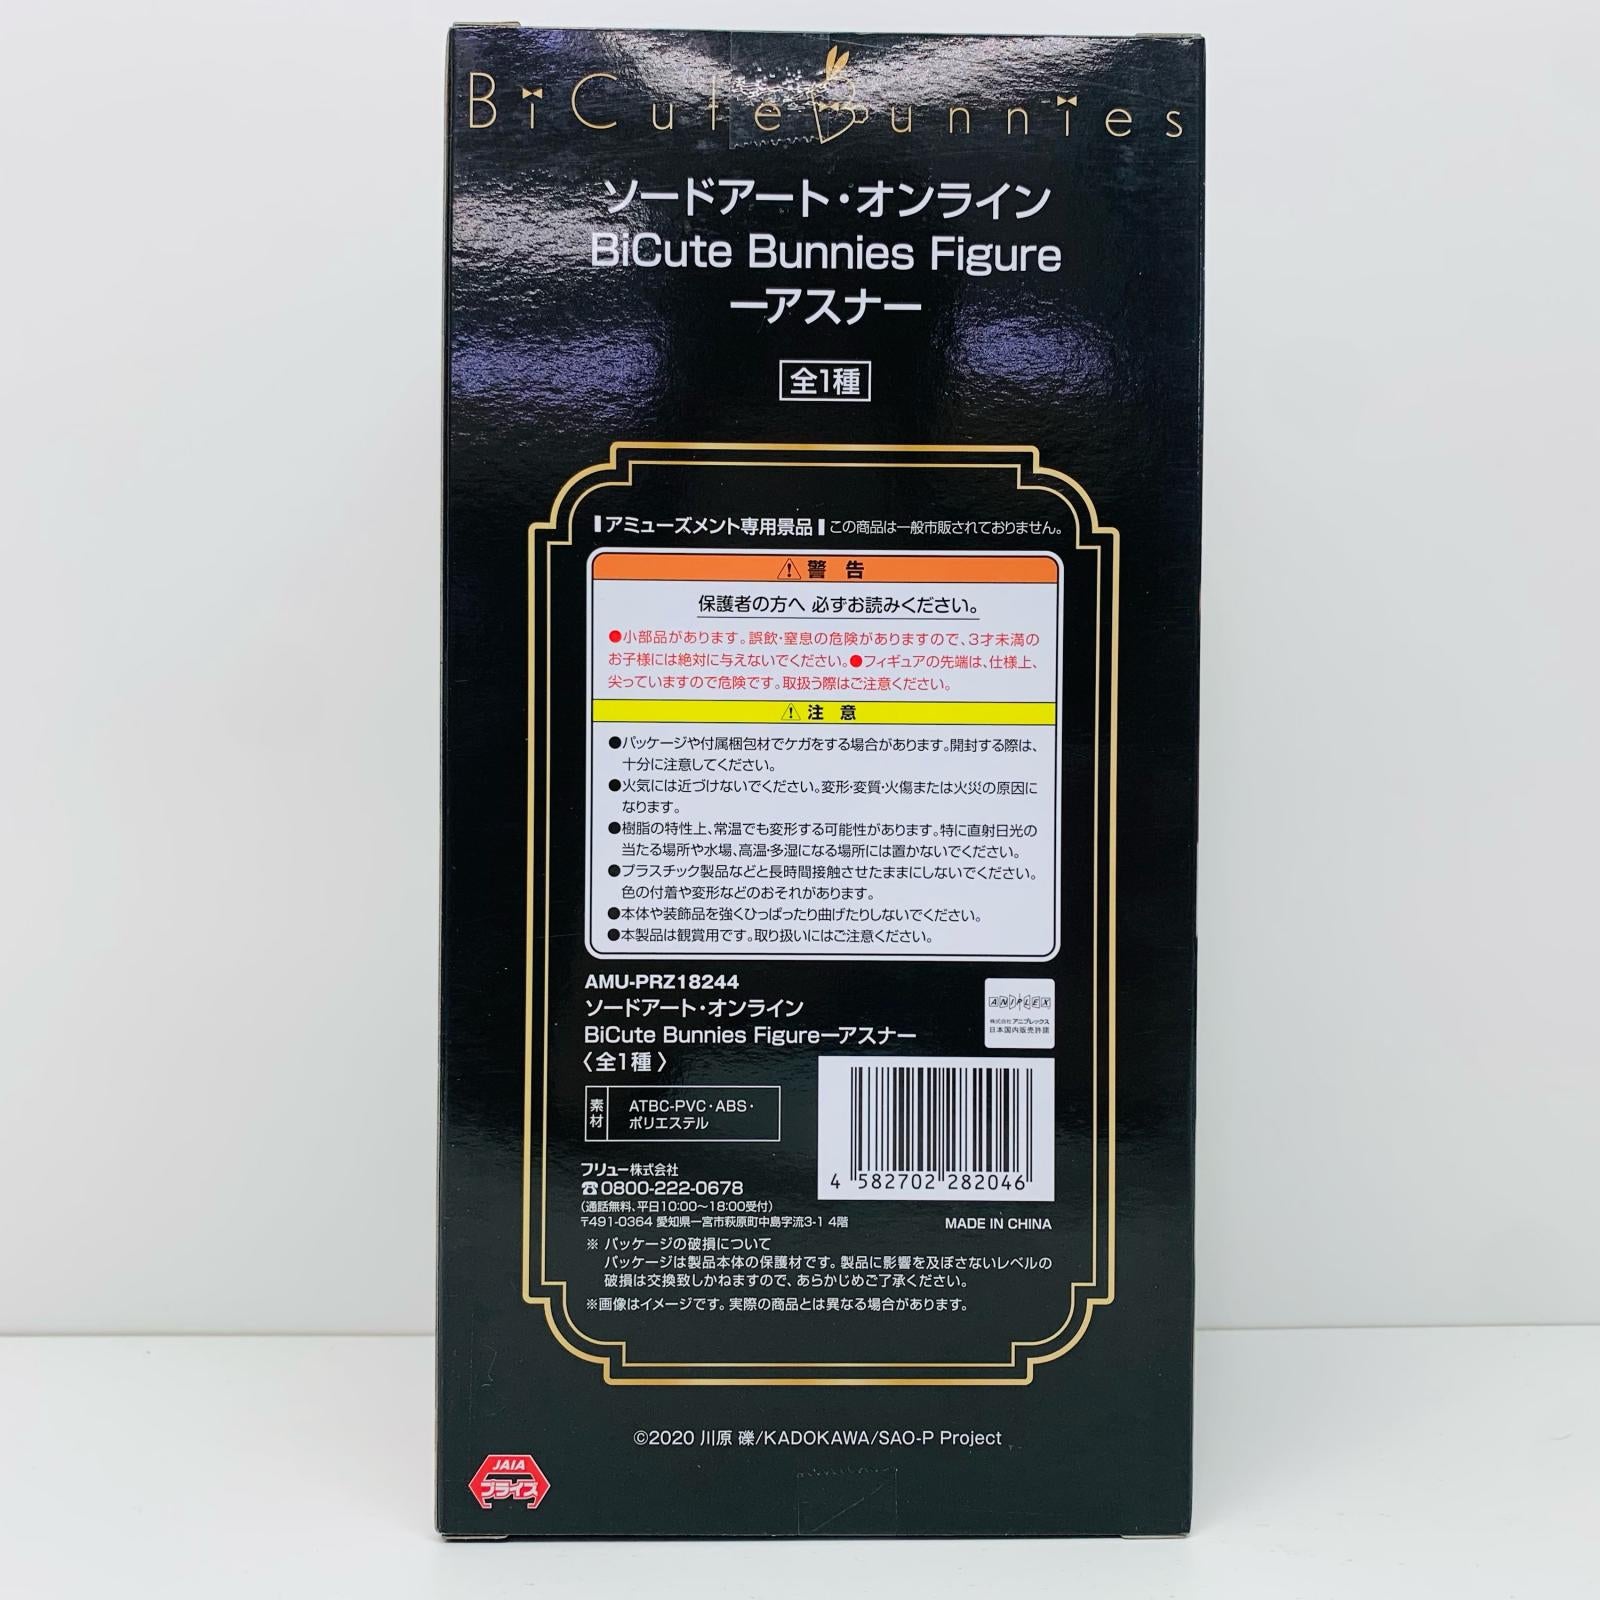 BiCute Bunnies
ソードアート・オンライン
BiCute Bunnies Figure
ーアスナー
全1種
アミューズメント専用景品 この商品は一般市販されておりません。
⚠警 告
保護者の方へ 必ずお読みください。
●小部品があります。誤飲・窒息の危険がありますので、3才未満の
お子様には絶対に与えないでください。●フィギュアの先端は、仕様上、
尖っていますので危険です。取扱う際はご注意ください。
⚠注 意
●パッケージや付属梱包材でケガをする場合があります。開封する際は、
十分に注意してください。
●火気には近づけないでください。変形・変質・火傷または火災の原因に
なります。
●樹脂の特性上、常温でも変形する可能性があります。特に直射日光の
当たる場所や水場、高温・多湿になる場所には置かないでください。
●プラスチック製品などと長時間接触させたままにしないでください。
色の付着や変形などのおそれがあります。
●本体や装飾品を強くひっぱったり曲げたりしないでください。
●本製品は観賞用です。取り扱いにはご注意ください。
AMU-PRZ18244
ソードアート・オンライン
BiCute Bunnies Figureーアスナー
〈全1種〉
ANIPLEX
株式会社アニプレックス
日本国内販売許諾
素材
ATBC-PVC・ABS・
ポリエステル
4 582702 282046
フリュー株式会社
☎0800-222-0678
(通話無料、平日10:00～18:00受付)
〒491-0364 愛知県一宮市萩原町中島字流3-1 4階
MADE IN CHINA
※ パッケージの破損について
パッケージは製品本体の保護材です。製品に影響を及ぼさないレベルの
破損は交換致しかねますので、あらかじめご了承ください。
※画像はイメージです。実際の商品とは異なる場合があります。
©2020 川原 礫/KADOKAWA/SAO-P Project
JAIA
プライズ